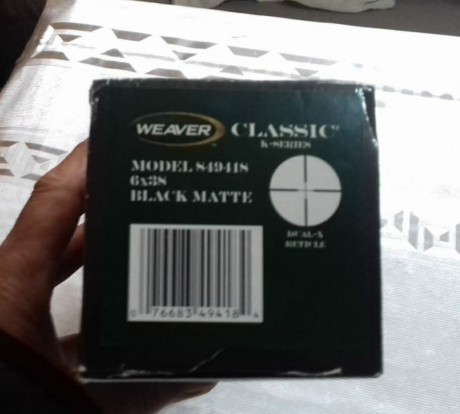 WEAVER CLASSIC®
K-SERIES
MODEL 849418
6x38
BLACK MATTE
DUAL-X
RETICLE
0 76683 49418 4